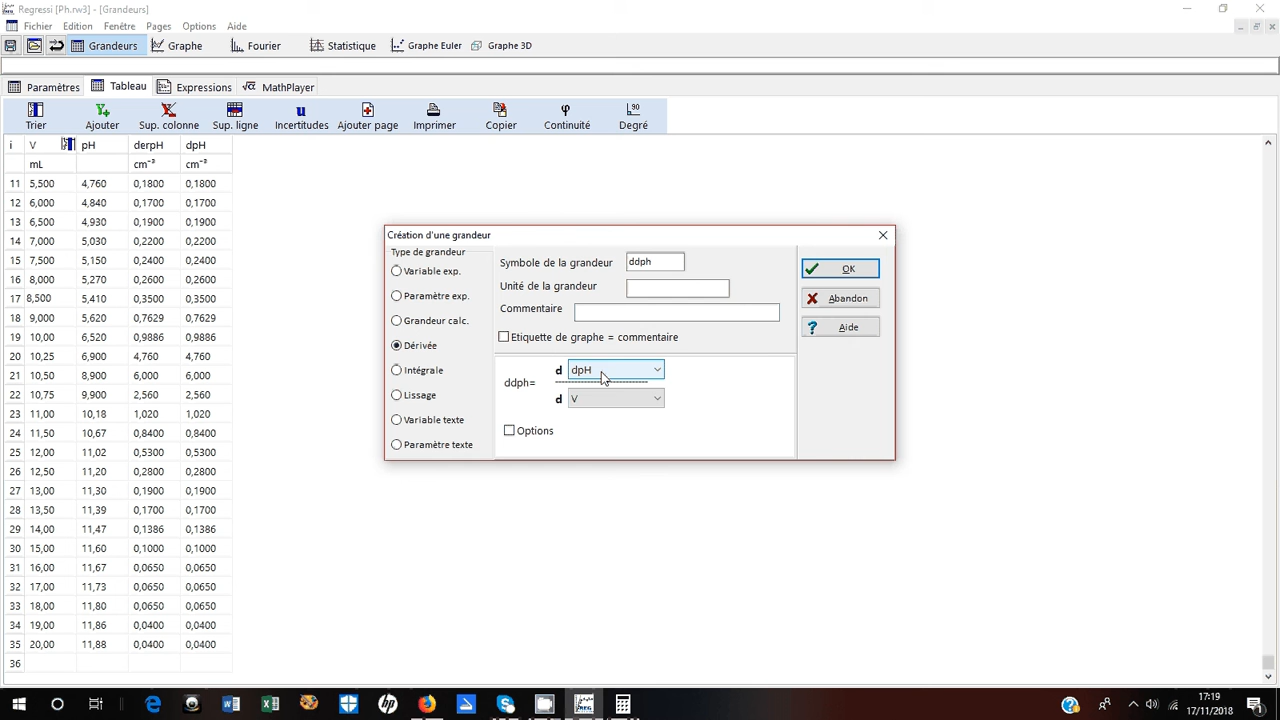 Regressi [Ph.rw3] - [Grandeurs]
Fichier Edition Fenêtre Pages Options Aide
Grandeurs Graphe Fourier Statistique Graphe Euler Graphe 3D
Paramètres Tableau Expressions MathPlayer
Trier Ajouter Sup. colonne Sup. ligne Incertitudes Ajouter page Imprimer Copier Continuité Degré
i V pH derpH dpH
mL cm⁻³ cm⁻³
11 5,500 4,760 0,1800 0,1800
12 6,000 4,840 0,1700 0,1700
13 6,500 4,930 0,1900 0,1900
14 7,000 5,030 0,2200 0,2200
15 7,500 5,150 0,2400 0,2400
16 8,000 5,270 0,2600 0,2600
17 8,500 5,410 0,3500 0,3500
18 9,000 5,620 0,7629 0,7629
19 10,00 6,520 0,9886 0,9886
20 10,25 6,900 4,760 4,760
21 10,50 8,900 6,000 6,000
22 10,75 9,900 2,560 2,560
23 11,00 10,18 1,020 1,020
24 11,50 10,67 0,8400 0,8400
25 12,00 11,02 0,5300 0,5300
26 12,50 11,20 0,2800 0,2800
27 13,00 11,30 0,1900 0,1900
28 13,50 11,39 0,1700 0,1700
29 14,00 11,47 0,1386 0,1386
30 15,00 11,60 0,1000 0,1000
31 16,00 11,67 0,0650 0,0650
32 17,00 11,73 0,0650 0,0650
33 18,00 11,80 0,0650 0,0650
34 19,00 11,86 0,0400 0,0400
35 20,00 11,88 0,0400 0,0400
36
Création d'une grandeur
Type de grandeur
Variable exp.
Paramètre exp.
Grandeur calc.
Dérivée
Intégrale
Lissage
Variable texte
Paramètre texte
Symbole de la grandeur ddph
Unité de la grandeur
Commentaire
Etiquette de graphe = commentaire
ddph=
d dpH
d V
Options
OK
Abandon
Aide
17:19
17/11/2018